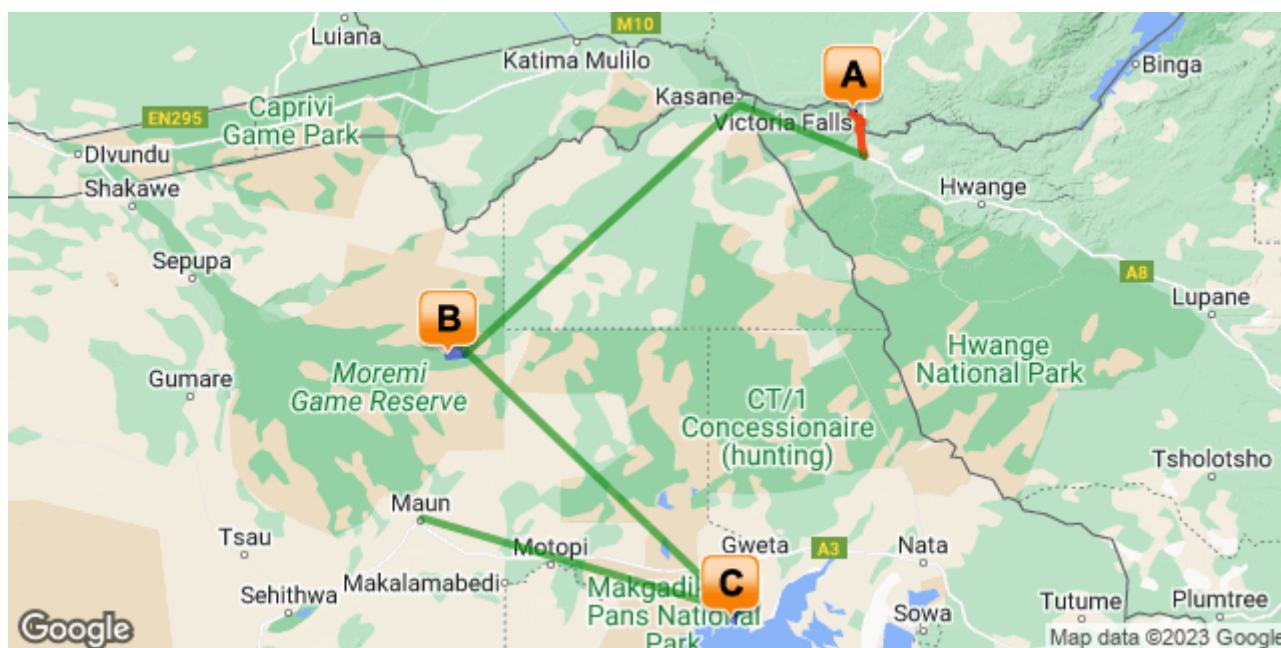 M10
Luiana
Katima Mulilo
Binga
A
Kasane
Caprivi
Game Park
EN295
Victoria Falls
DIvundu
Shakawe
Hwange
Sepupa
A8
Lupane
B
Hwange
National Park
Moremi
Game Reserve
Gumare
CT/1
Concessionaire
(hunting)
Tsholotsho
Maun
Tsau
Motopi
Gweta
A3
Nata
Makalamabedi
C
Sehithwa
Pans National
Park
Sowa
Tutume
Plumtree
Google
Map data ©2023 Google